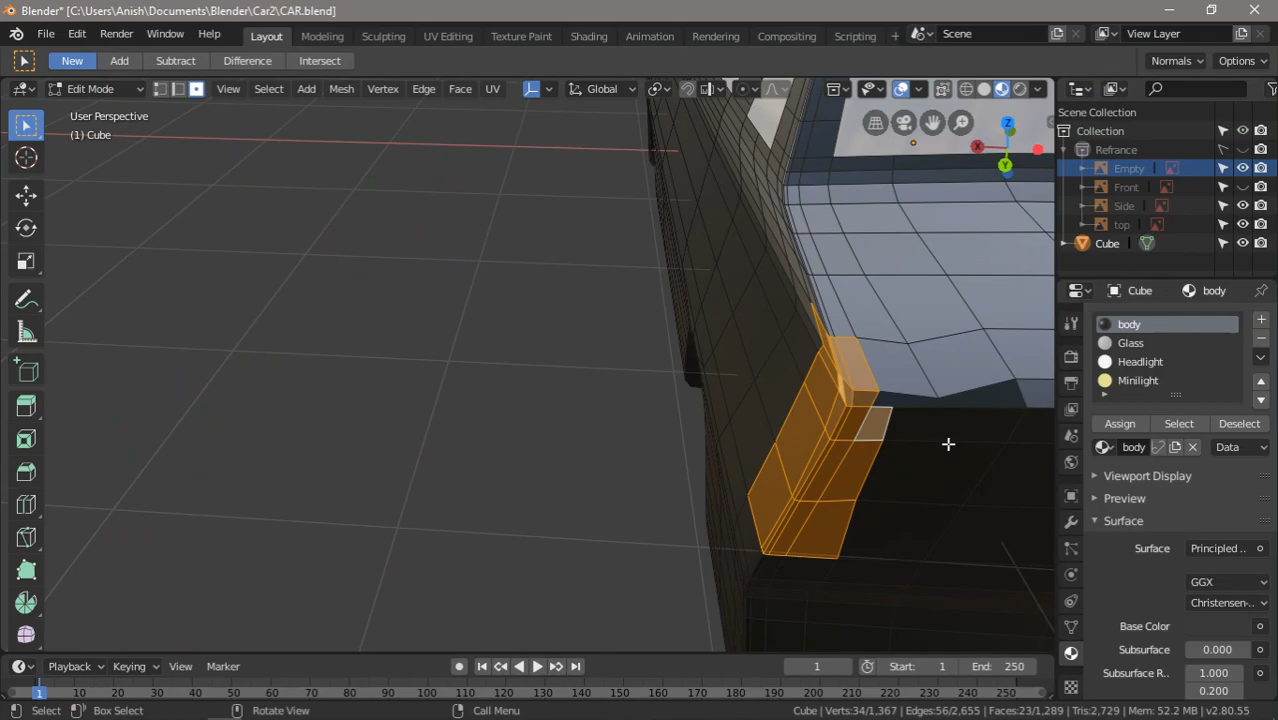 Blender* [C:\Users\Anish\Documents\Blender\Car2\CAR.blend]
File Edit Render Window Help Layout Modeling Sculpting UV Editing Texture Paint Shading Animation Rendering Compositing Scripting + Scene View Layer
New Add Subtract Difference Intersect Normals Options
Edit Mode View Select Add Mesh Vertex Edge Face UV Global
User Perspective
(1) Cube
Z
X
Y
Scene Collection
Collection
Refrance
Empty
Front
Side
top
Cube
Cube body
body
Glass
Headlight
Minilight
Assign Select Deselect
body Data
Viewport Display
Preview
Surface
Surface Principled ..
GGX
Christensen-..
Base Color
Subsurface 0.000
Subsurface R.. 1.000
0.200
Playback Keying View Marker 1 Start: 1 End: 250
1 10 20 30 40 50 60 70 80 90 100 110 120 130 140 150 160 170 180 190 200 210 220 230 240 250
Select Box Select Rotate View Call Menu Cube | Verts:34/1,367 | Edges:56/2,655 | Faces:23/1,289 | Tris:2,729 | Mem: 52.2 MB | v2.80.55